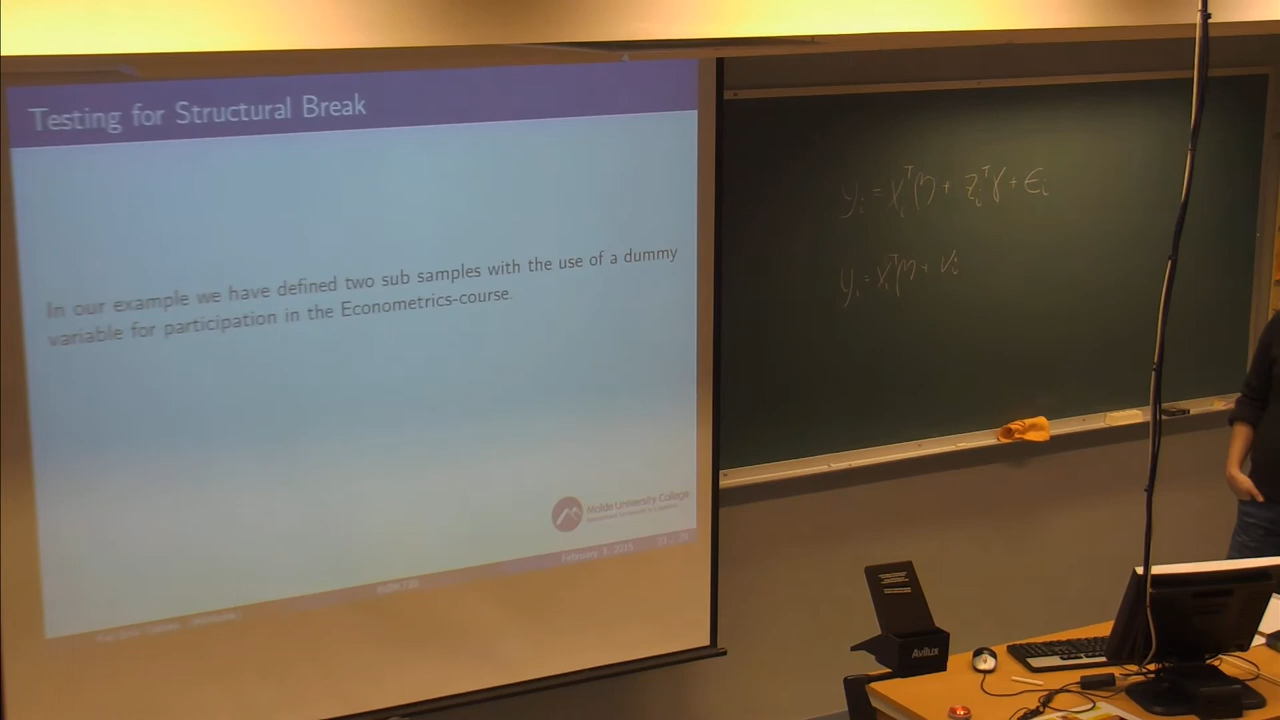 Testing for Structural Break
In our example we have defined two sub samples with the use of a dummy
variable for participation in the Econometrics-course.
Molde University College
February 3, 2015
yᵢ = xᵢᵀβ + zᵢᵀγ + ϵᵢ
yᵢ = xᵢᵀβ + νᵢ
Avilux